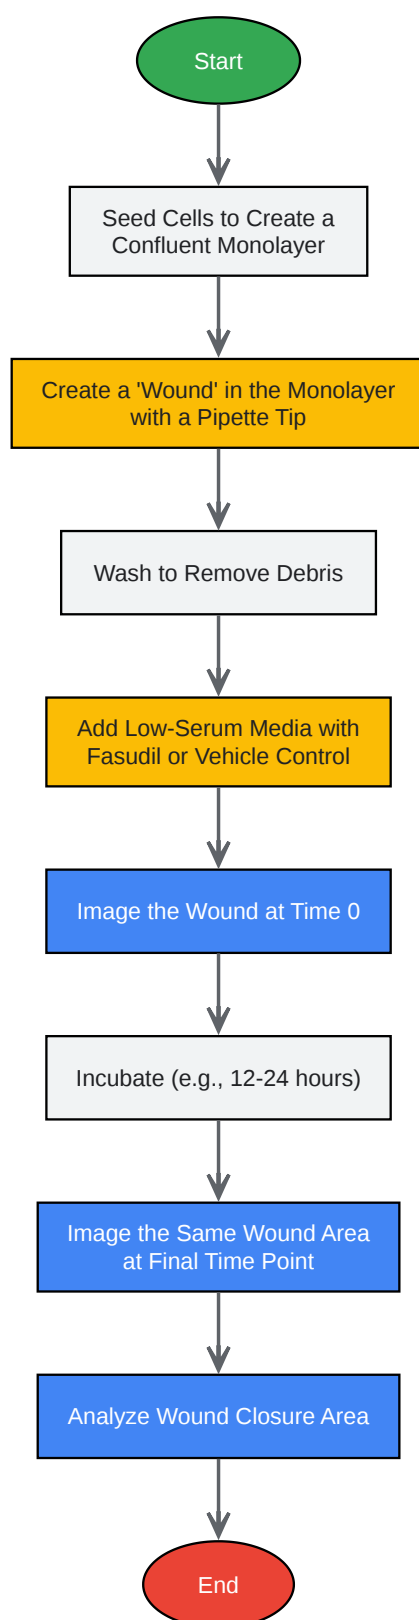 Start
Seed Cells to Create a
Confluent Monolayer
Create a 'Wound' in the Monolayer
with a Pipette Tip
Wash to Remove Debris
Add Low-Serum Media with
Fasudil or Vehicle Control
Image the Wound at Time 0
Incubate (e.g., 12-24 hours)
Image the Same Wound Area
at Final Time Point
Analyze Wound Closure Area
End